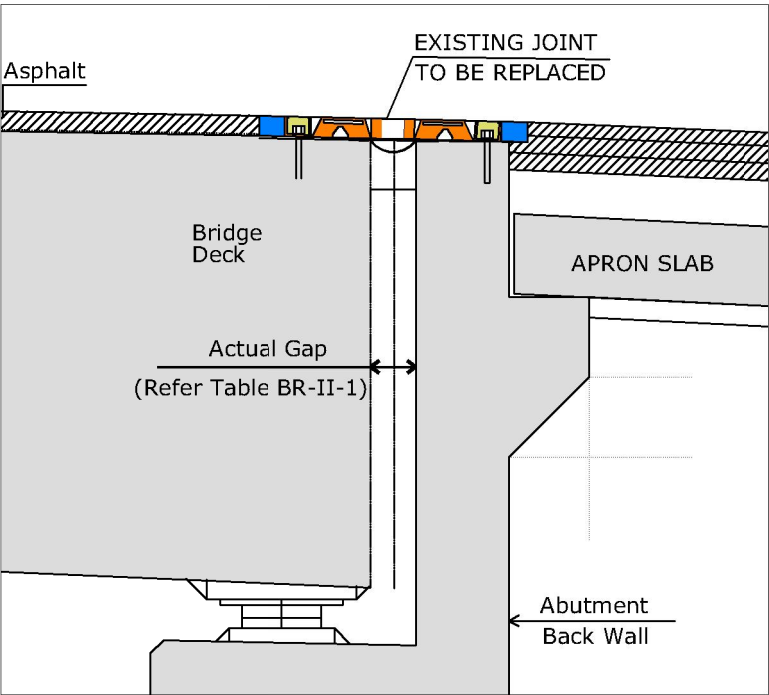 EXISTING JOINT
TO BE REPLACED
Asphalt
Bridge
Deck
APRON SLAB
Actual Gap
(Refer Table BR-II-1)
Abutment
Back Wall